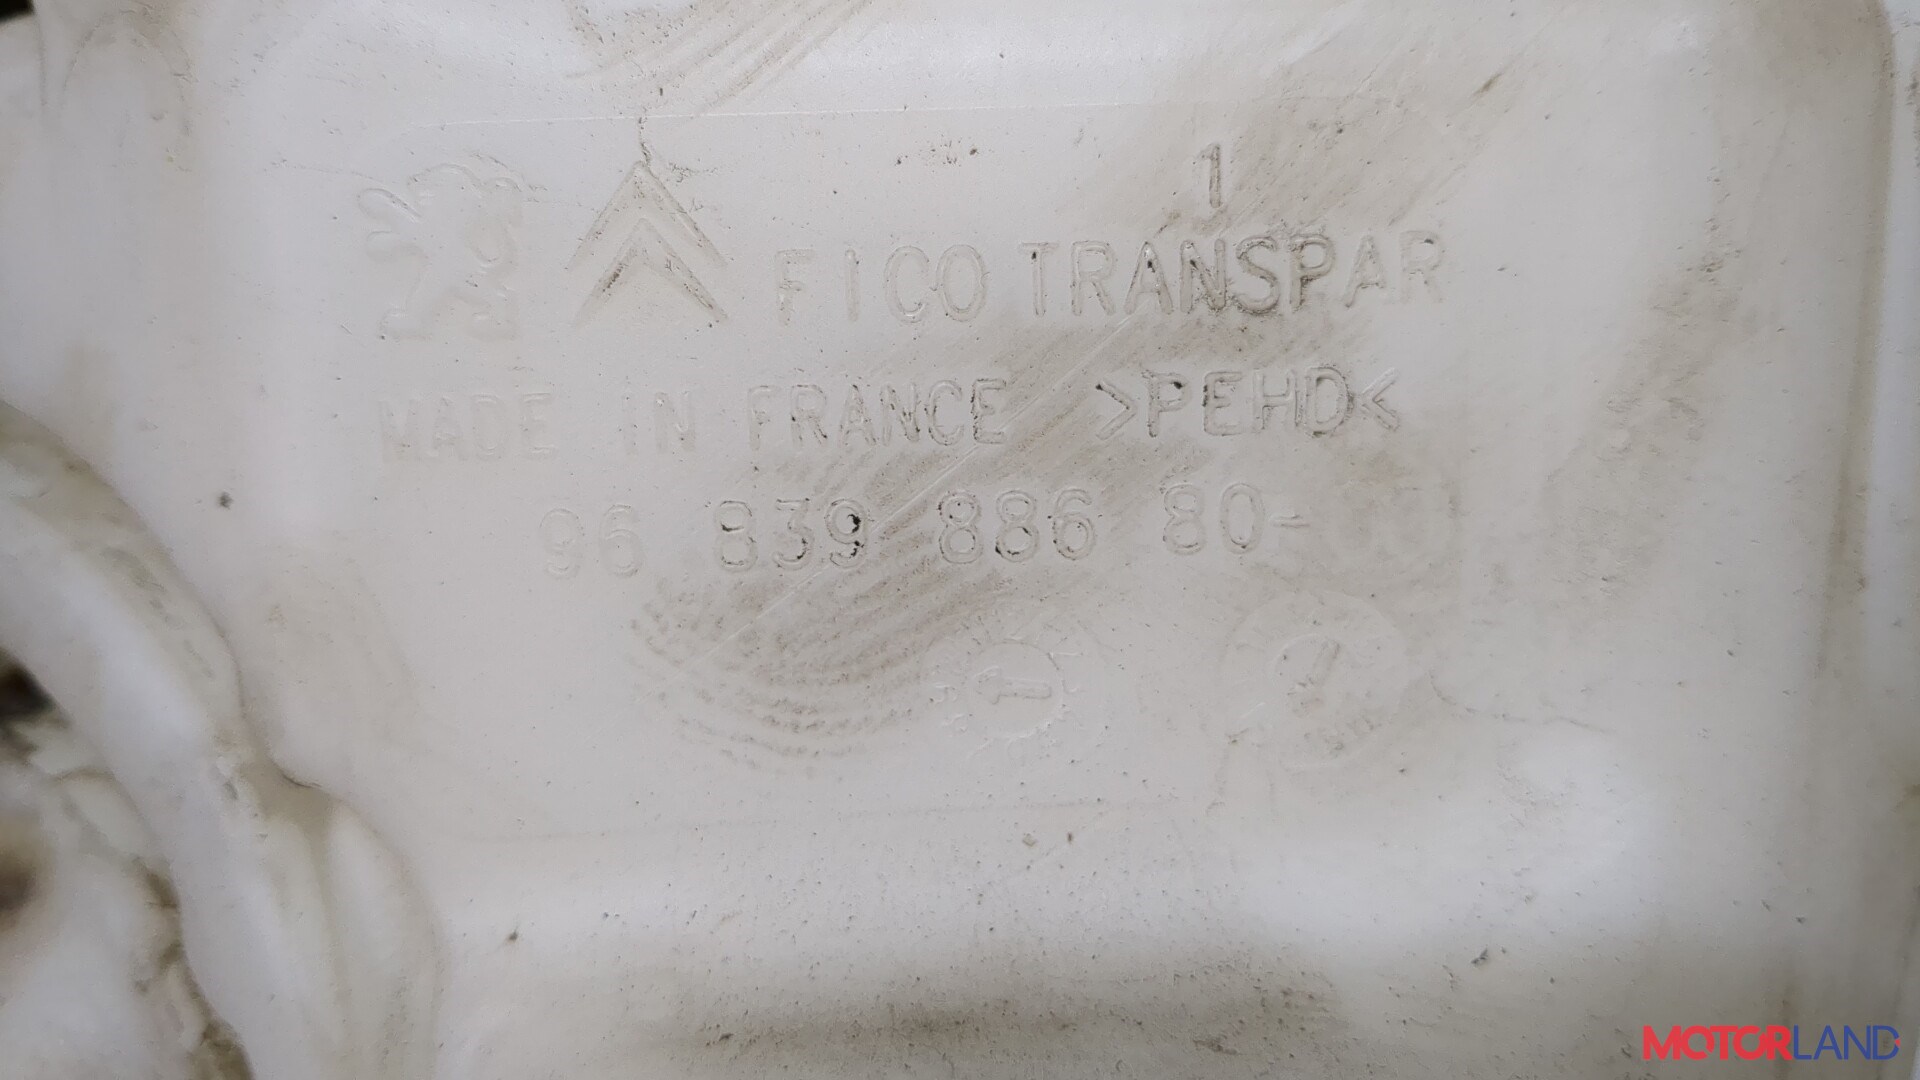 1
FICO TRANSPAR
MADE IN FRANCE >PEHD<
96 839 886 80-
MOTORLAND